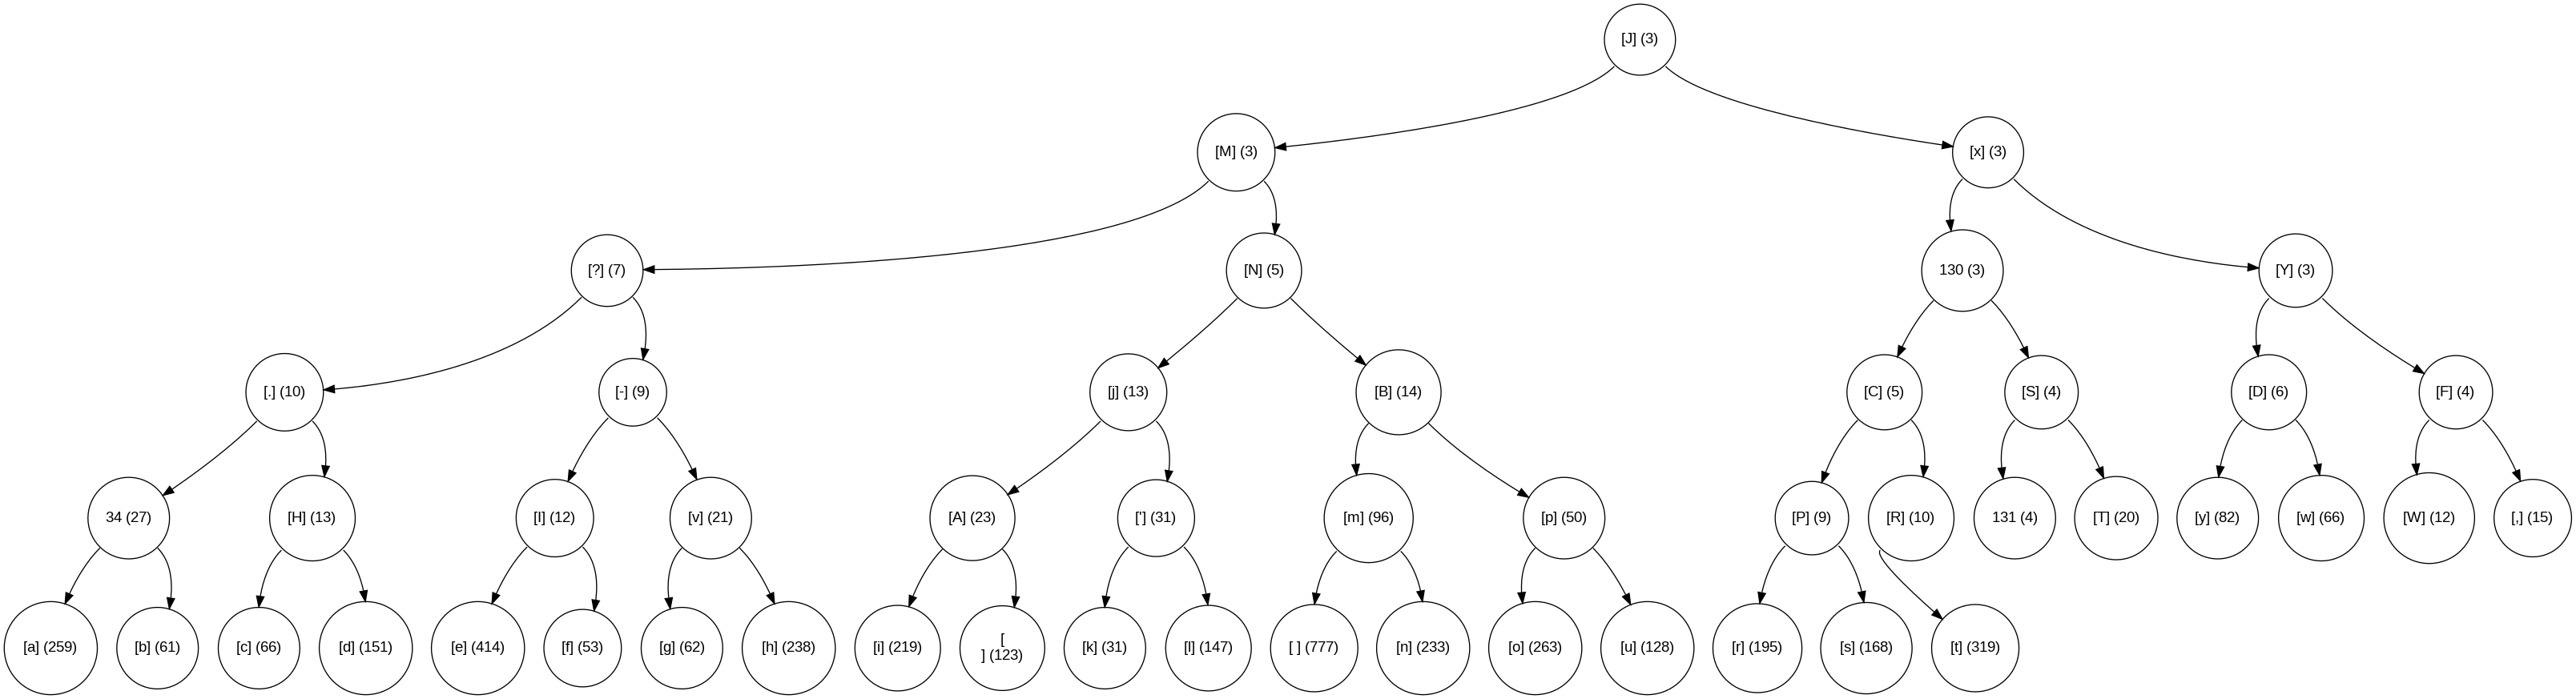 [J] (3)
[M] (3)
[x] (3)
[?] (7)
[N] (5)
130 (3)
[Y] (3)
[.] (10)
[-] (9)
[j] (13)
[B] (14)
[C] (5)
[S] (4)
[D] (6)
[F] (4)
34 (27)
[H] (13)
[I] (12)
[v] (21)
[A] (23)
['] (31)
[m] (96)
[p] (50)
[P] (9)
[R] (10)
131 (4)
[T] (20)
[y] (82)
[w] (66)
[W] (12)
[,] (15)
[a] (259)
[b] (61)
[c] (66)
[d] (151)
[e] (414)
[f] (53)
[g] (62)
[h] (238)
[i] (219)
[
] (123)
[k] (31)
[l] (147)
[ ] (777)
[n] (233)
[o] (263)
[u] (128)
[r] (195)
[s] (168)
[t] (319)